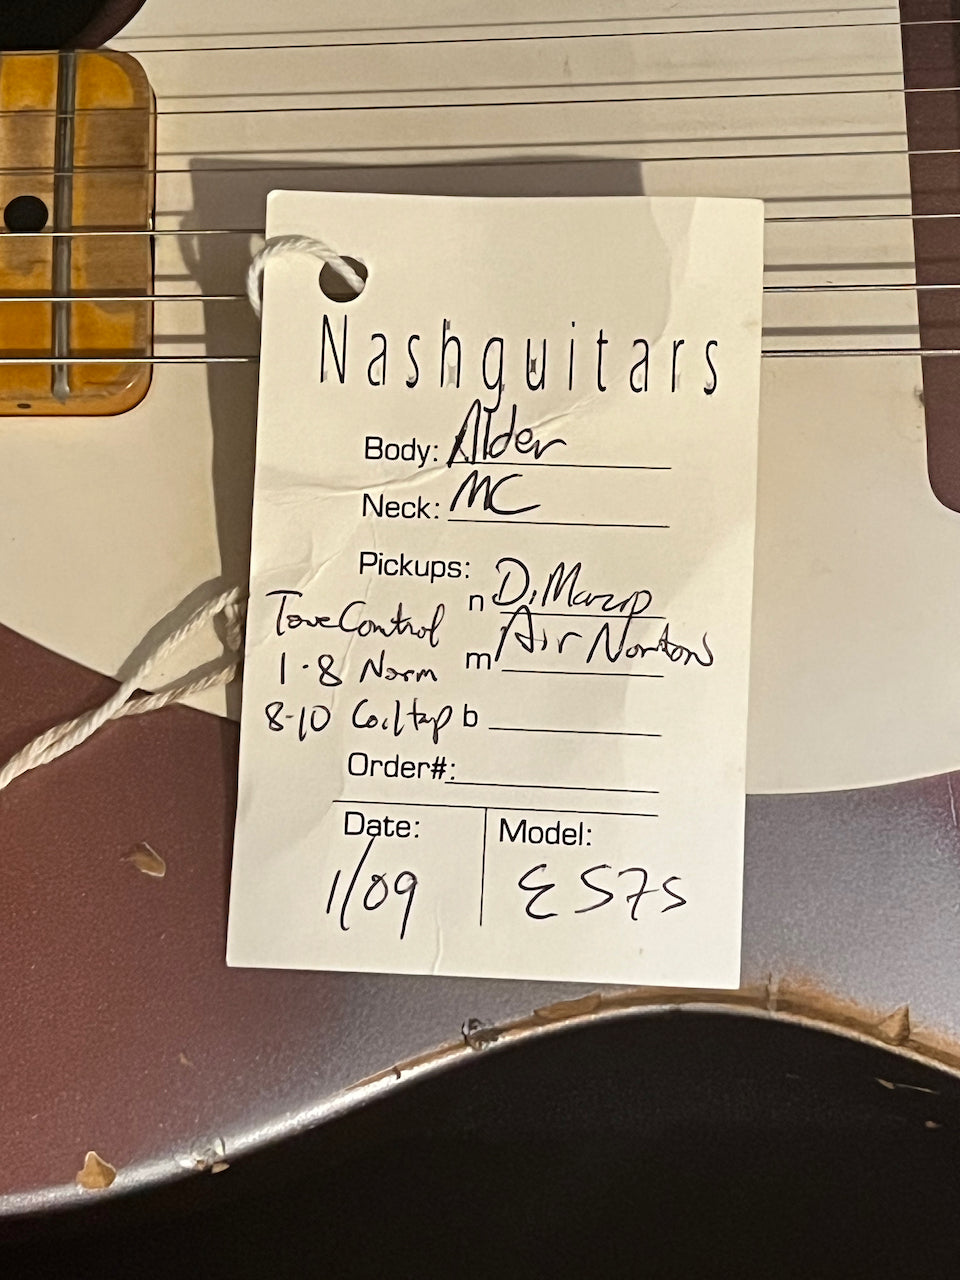 Nashguitars
Body: Alder
Neck: MC
Pickups:
n DiMarzio
m Air Nortons
b
Tone Control
1-8 Norm
8-10 Coil tap
Order#:
Date: 1/09
Model: E57S